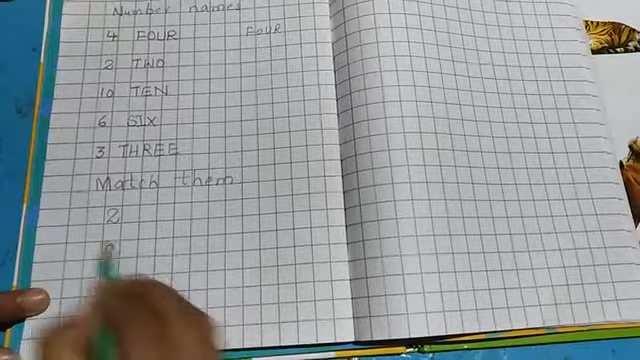 Number names
4 FOUR FOUR
2 TWO
10 TEN
6 SIX
3 THREE
Match them
2